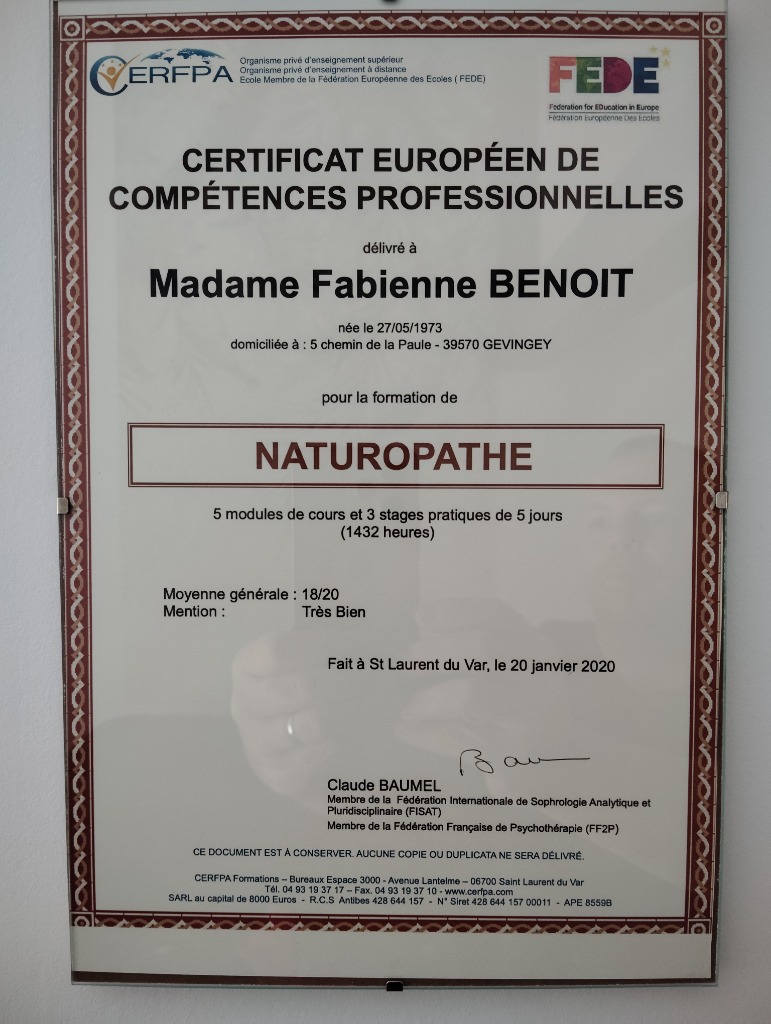 CERFPA
Organisme privé d'enseignement supérieur
Organisme privé d'enseignement à distance
Ecole Membre de la Fédération Européenne des Ecoles ( FEDE)
FEDE
Federation for EDucation in Europe
Fédération Européenne Des Ecoles
CERTIFICAT EUROPÉEN DE
COMPÉTENCES PROFESSIONNELLES
délivré à
Madame Fabienne BENOIT
née le 27/05/1973
domiciliée à : 5 chemin de la Paule - 39570 GEVINGEY
pour la formation de
NATUROPATHE
5 modules de cours et 3 stages pratiques de 5 jours
(1432 heures)
Moyenne générale : 18/20
Mention : Très Bien
Fait à St Laurent du Var, le 20 janvier 2020
Claude BAUMEL
Membre de la Fédération Internationale de Sophrologie Analytique et
Pluridisciplinaire (FISAT)
Membre de la Fédération Française de Psychothérapie (FF2P)
CE DOCUMENT EST À CONSERVER. AUCUNE COPIE OU DUPLICATA NE SERA DÉLIVRÉ.
CERFPA Formations – Bureaux Espace 3000 - Avenue Lantelme – 06700 Saint Laurent du Var
Tél. 04 93 19 37 17 – Fax. 04 93 19 37 10 - www.cerfpa.com
SARL au capital de 8000 Euros - R.C.S Antibes 428 644 157 - N° Siret 428 644 157 00011 - APE 8559B